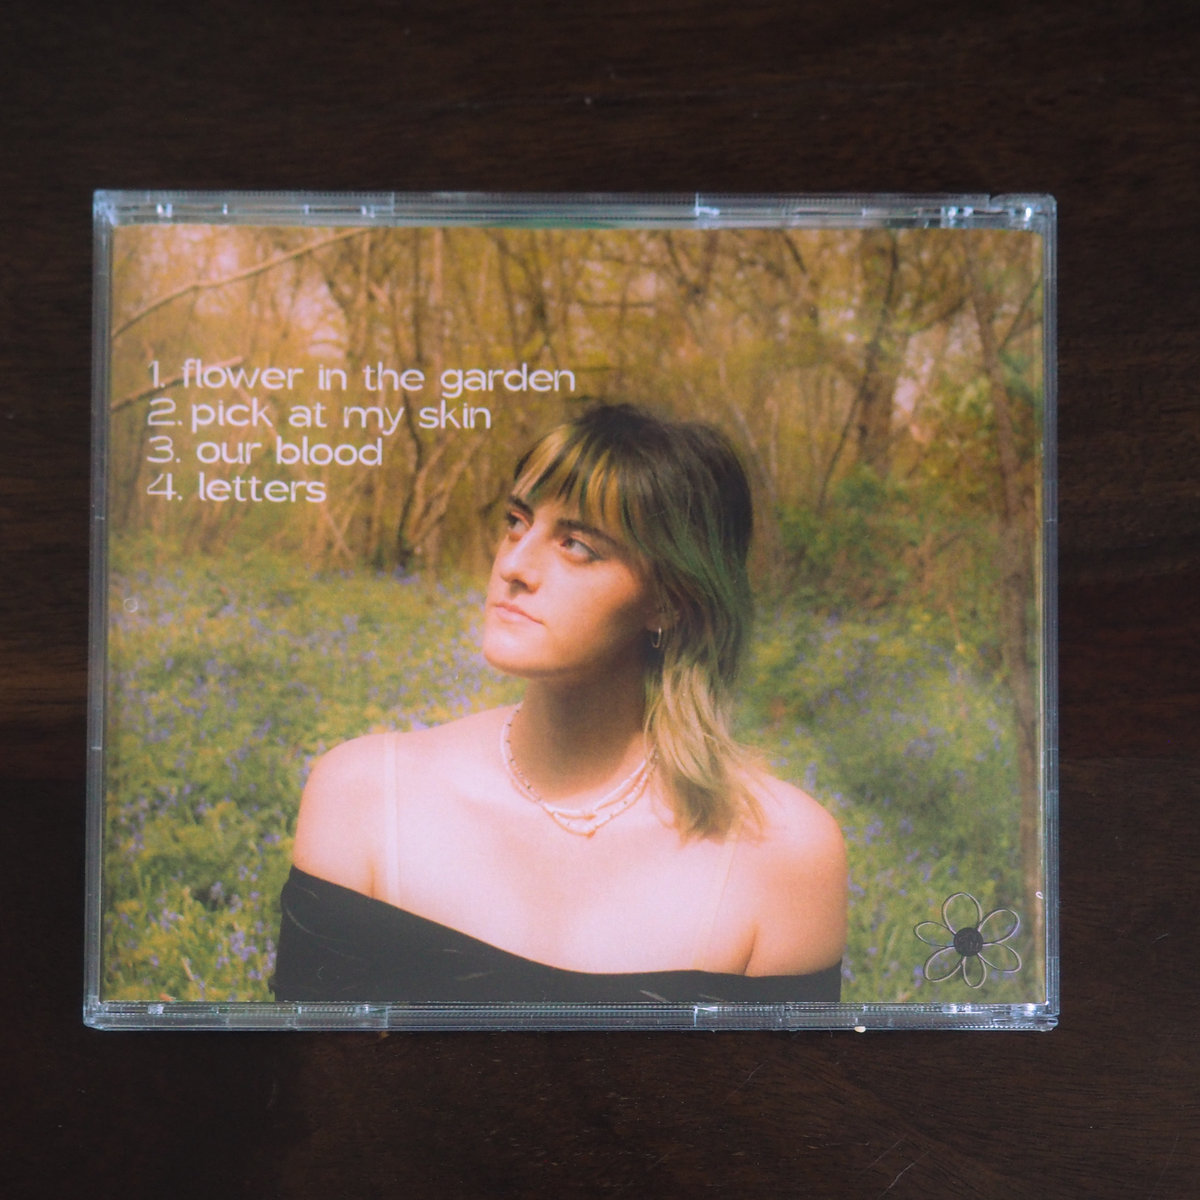 1. flower in the garden
2. pick at my skin
3. our blood
4. letters